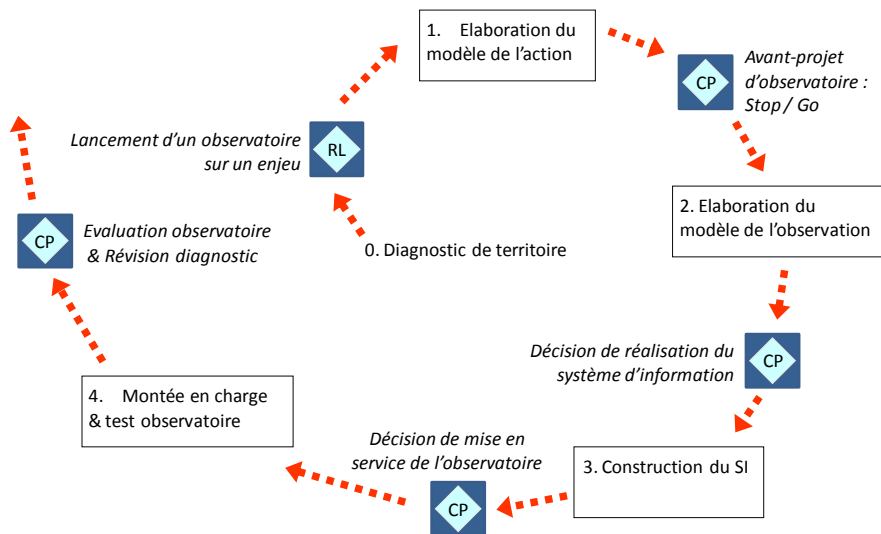 1. Elaboration du
modèle de l'action
CP
Avant-projet
d'observatoire :
Stop / Go
Lancement d'un observatoire
sur un enjeu
RL
0. Diagnostic de territoire
2. Elaboration du
modèle de l'observation
CP
Evaluation observatoire
& Révision diagnostic
Décision de réalisation du
système d'information
CP
4. Montée en charge
& test observatoire
Décision de mise en
service de l'observatoire
CP
3. Construction du SI